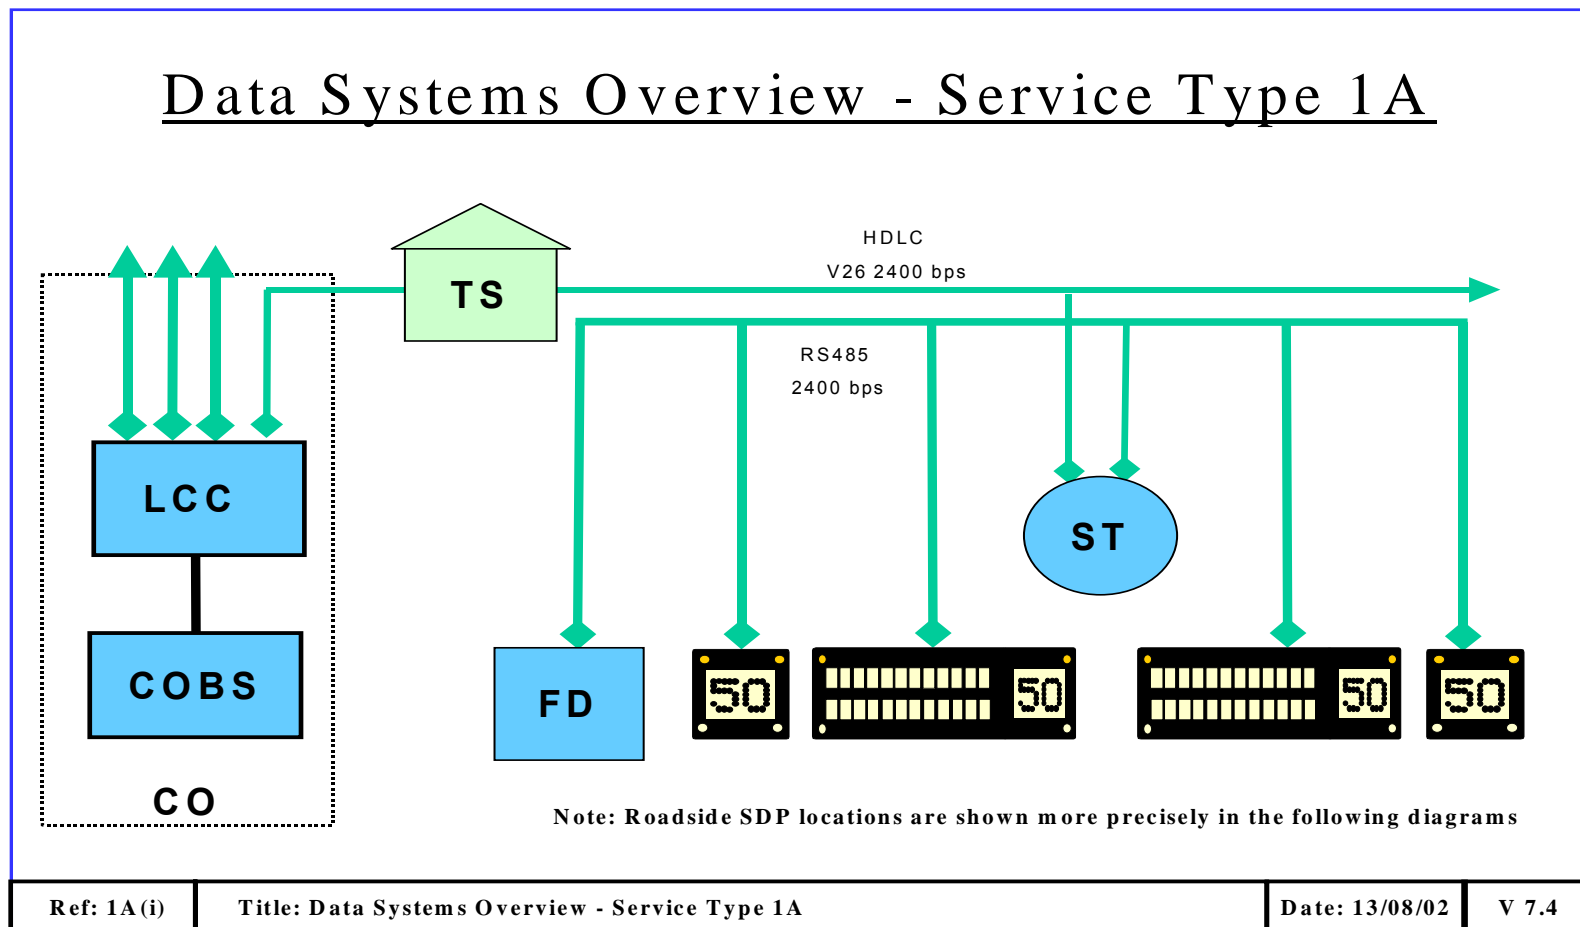 Data Systems Overview - Service Type 1A
HDLC
V26 2400 bps
TS
RS485
2400 bps
LCC
ST
COBS
FD
50
50
50
50
CO
Note: Roadside SDP locations are shown more precisely in the following diagrams
Ref: 1A(i)
Title: Data Systems Overview - Service Type 1A
Date: 13/08/02
V 7.4